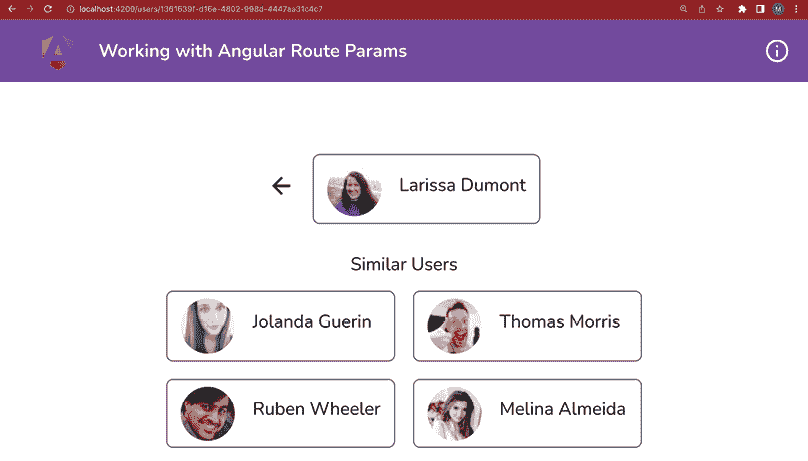 localhost:4200/users/1361639f-d16e-4802-998d-4447aa31c4c7
Working with Angular Route Params
Larissa Dumont
Similar Users
Jolanda Guerin
Thomas Morris
Ruben Wheeler
Melina Almeida